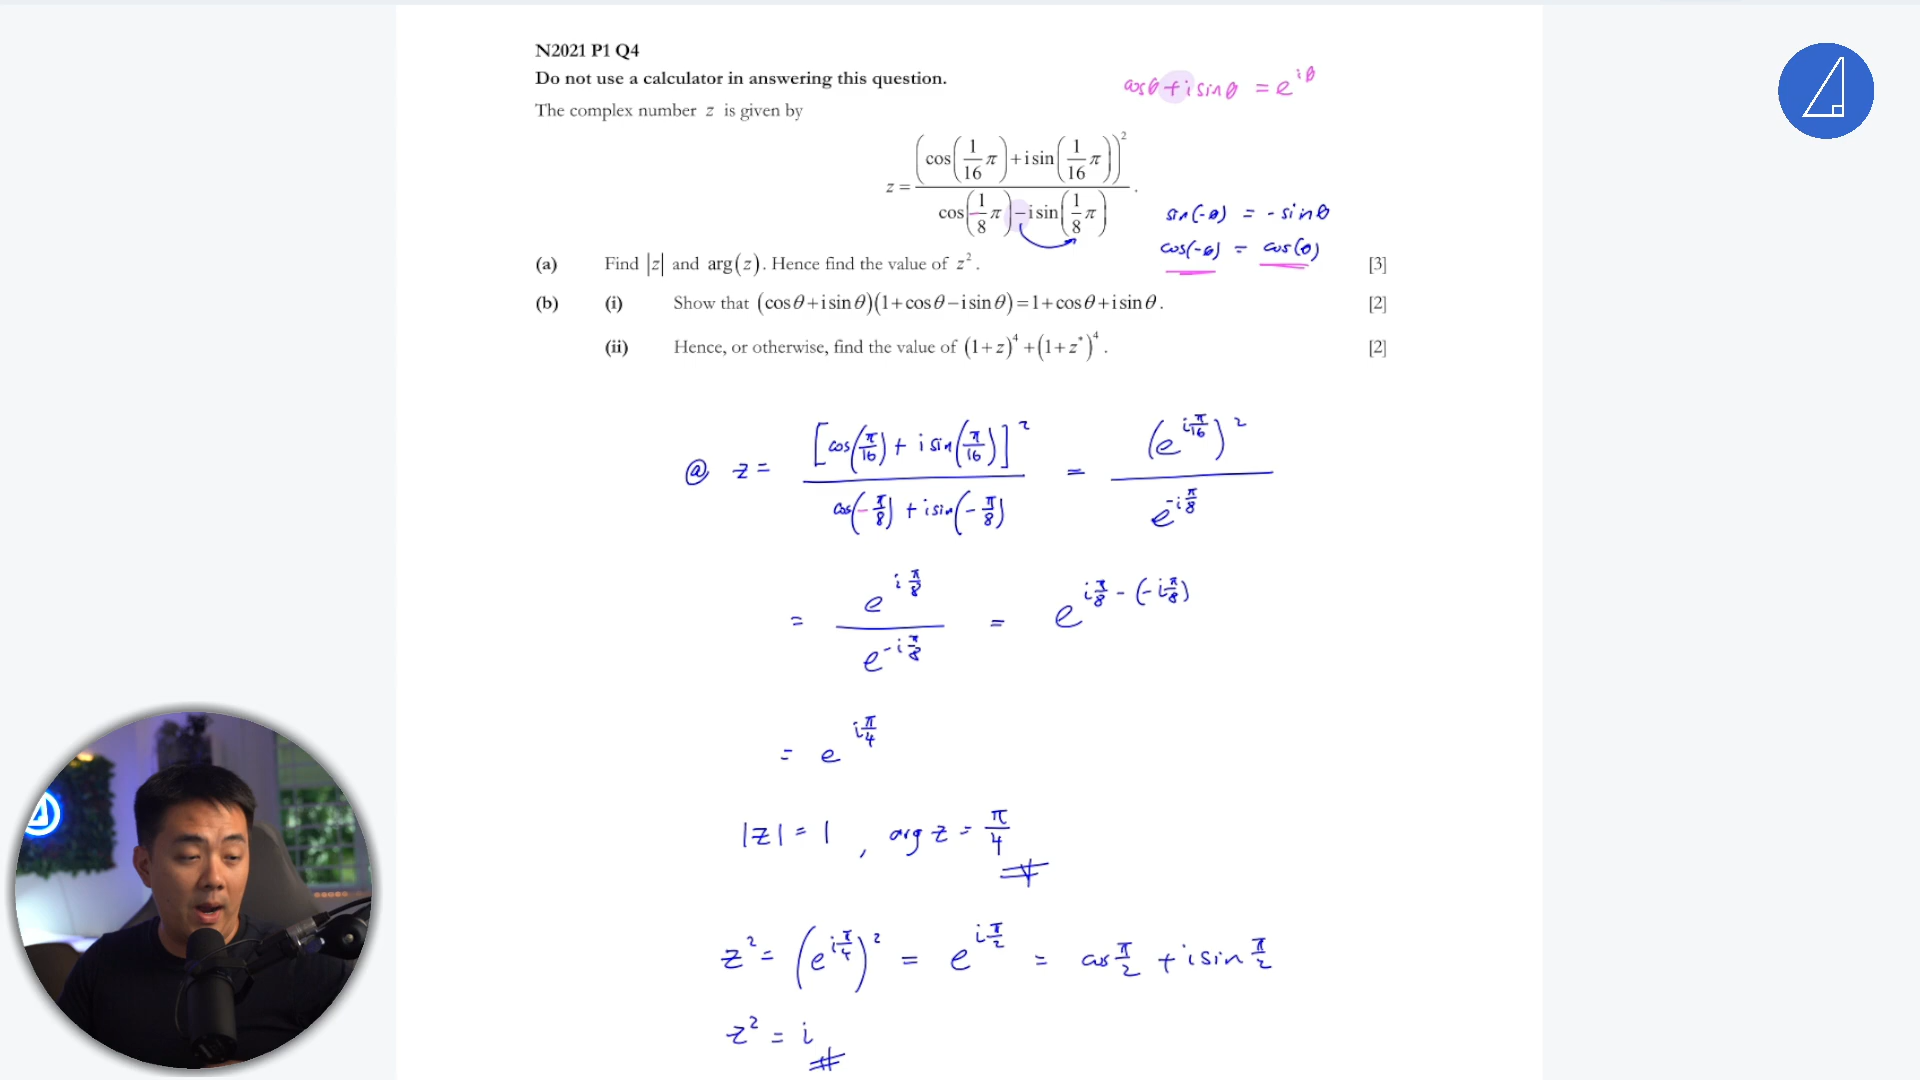 N2021 P1 Q4
Do not use a calculator in answering this question.
cosθ + i sinθ = e^{iθ}
The complex number z is given by
z = (cos(1/16 π) + i sin(1/16 π))² / (cos(1/8 π) − i sin(1/8 π)).
sin(-θ) = - sinθ
cos(-θ) = cos(θ)
(a) Find |z| and arg(z). Hence find the value of z². [3]
(b) (i) Show that (cosθ + i sinθ)(1 + cosθ − i sinθ) = 1 + cosθ + i sinθ. [2]
(ii) Hence, or otherwise, find the value of (1+z)⁴ + (1+z*)⁴. [2]
@ z = [cos(π/16) + i sin(π/16)]² / (cos(-π/8) + i sin(-π/8)) = (e^{iπ/16})² / e^{-iπ/8}
= e^{iπ/8} / e^{-iπ/8} = e^{iπ/8 - (-iπ/8)}
= e^{iπ/4}
|z| = 1 , arg z = π/4
z² = (e^{iπ/4})² = e^{iπ/2} = cos π/2 + i sin π/2
z² = i